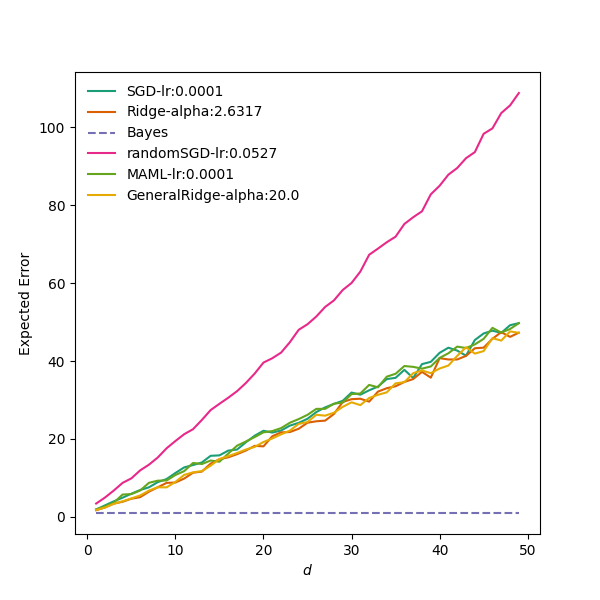 SGD-lr:0.0001
Ridge-alpha:2.6317
Bayes
randomSGD-lr:0.0527
MAML-lr:0.0001
GeneralRidge-alpha:20.0
100
80
60
40
20
0
Expected Error
0 10 20 30 40 50
d